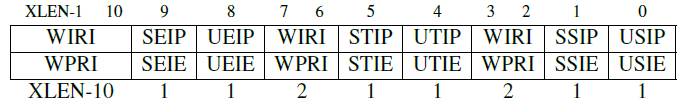 XLEN-1 10 9 8 7 6 5 4 3 2 1 0
WIRI SEIP UEIP WIRI STIP UTIP WIRI SSIP USIP
WPRI SEIE UEIE WPRI STIE UTIE WPRI SSIE USIE
XLEN-10 1 1 2 1 1 2 1 1